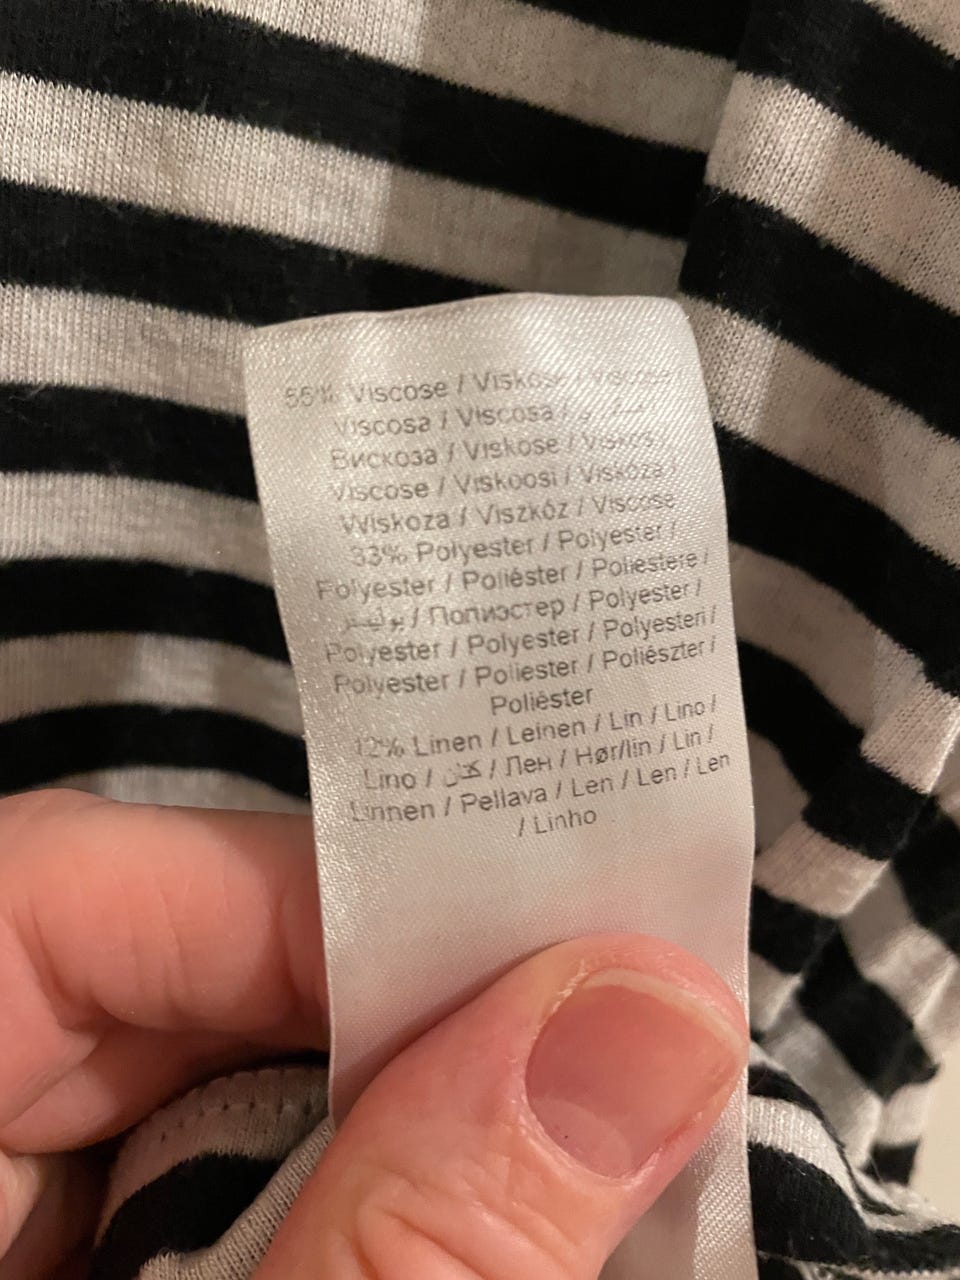 55% Viscose / Viskose / Viscose
Viscosa / Viscosa /
Вискоза / Viskose / Viskos /
Viscose / Viskoosi / Viskóza /
Wiskoza / Viszkóz / Viscose
33% Polyester / Polyester /
Polyester / Poliéster / Poliestere /
بوليستر / Полиэстер / Polyester /
Polyester / Polyester / Polyesteri /
Polyester / Poliester / Poliészter /
Poliéster
12% Linen / Leinen / Lin / Lino /
Lino / كتان / Лен / Hør/lin / Lin /
Linnen / Pellava / Len / Len / Len
/ Linho